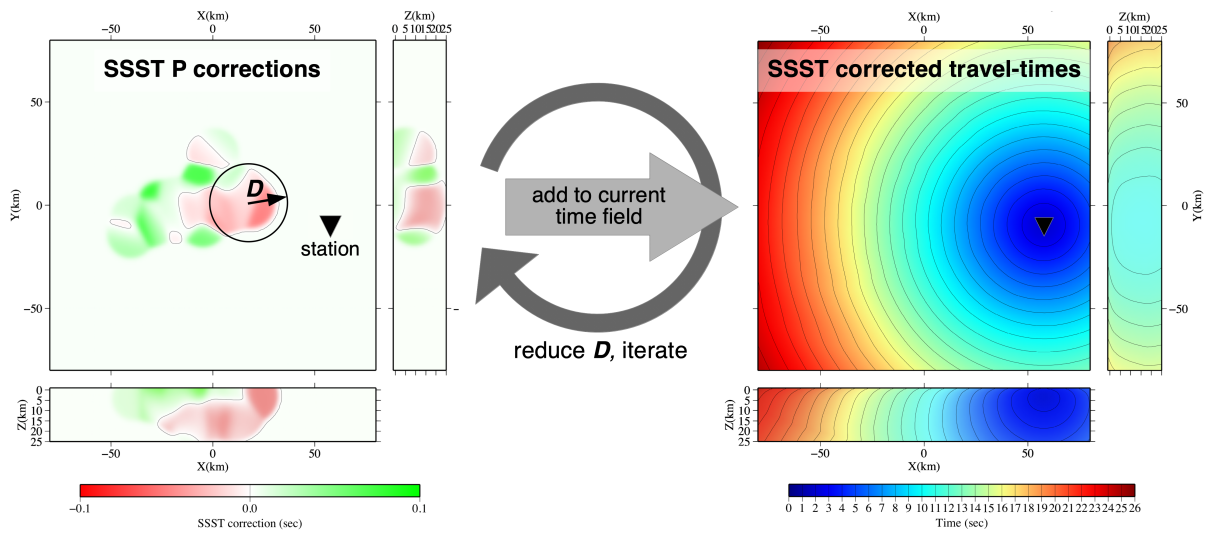 X(km)
−50 0 50
Z(km)
0 5 10 15 20 25
SSST P corrections
50
0
−50
Y(km)
D
station
Z(km)
0
5
10
15
20
25
−50 0 50
X(km)
−0.1 0.0 0.1
SSST correction (sec)
add to current
time field
reduce D, iterate
X(km)
−50 0 50
Z(km)
0 5 10 15 20 25
SSST corrected travel-times
50
0
−50
Y(km)
Z(km)
0
5
10
15
20
25
−50 0 50
X(km)
0 1 2 3 4 5 6 7 8 9 10 11 12 13 14 15 16 17 18 19 20 21 22 23 24 25 26
Time (sec)